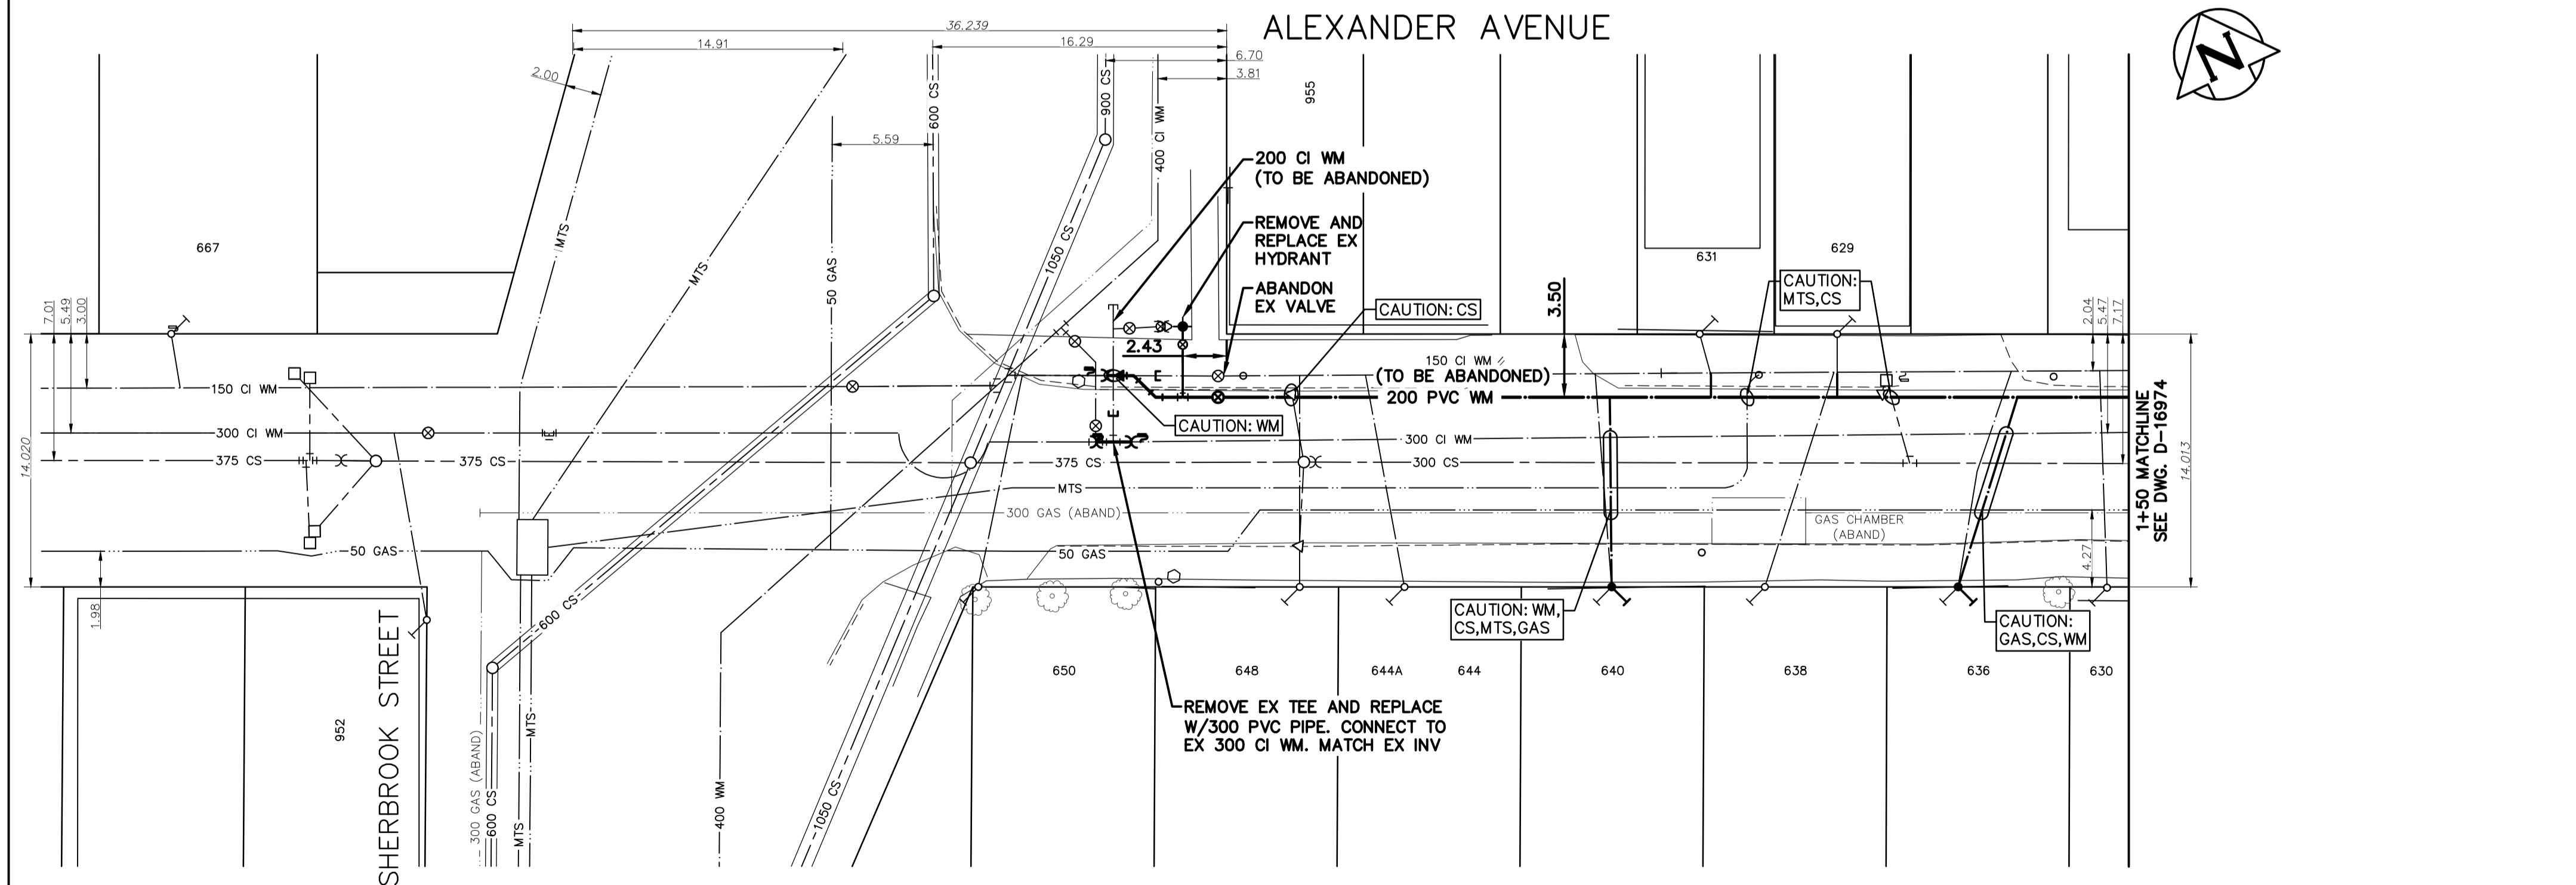 ALEXANDER AVENUE
36.239
14.91
16.29
6.70
3.81
2.00
5.59
N
600 CS
900 CS
400 CI WM
955
200 CI WM
(TO BE ABANDONED)
REMOVE AND
REPLACE EX
HYDRANT
ABANDON
EX VALVE
CAUTION: CS
3.50
667
MTS
MTS
50 GAS
1050 CS
631
629
CAUTION:
MTS,CS
7.01
5.49
3.00
2.04
5.47
7.17
2.43
150 CI WM
(TO BE ABANDONED)
200 PVC WM
150 CI WM
CAUTION: WM
300 CI WM
300 CI WM
375 CS
375 CS
375 CS
300 CS
MTS
300 GAS (ABAND)
GAS CHAMBER
(ABAND)
50 GAS
50 GAS
14.020
14.013
1+50 MATCHLINE
SEE DWG. D-16974
4.27
1.98
600 CS
CAUTION: WM,
CS,MTS,GAS
CAUTION:
GAS,CS,WM
650
648
644A
644
640
638
636
630
952
SHERBROOK STREET
300 GAS (ABAND)
600 CS
MTS
MTS
400 WM
1050 CS
REMOVE EX TEE AND REPLACE
W/300 PVC PIPE. CONNECT TO
EX 300 CI WM. MATCH EX INV